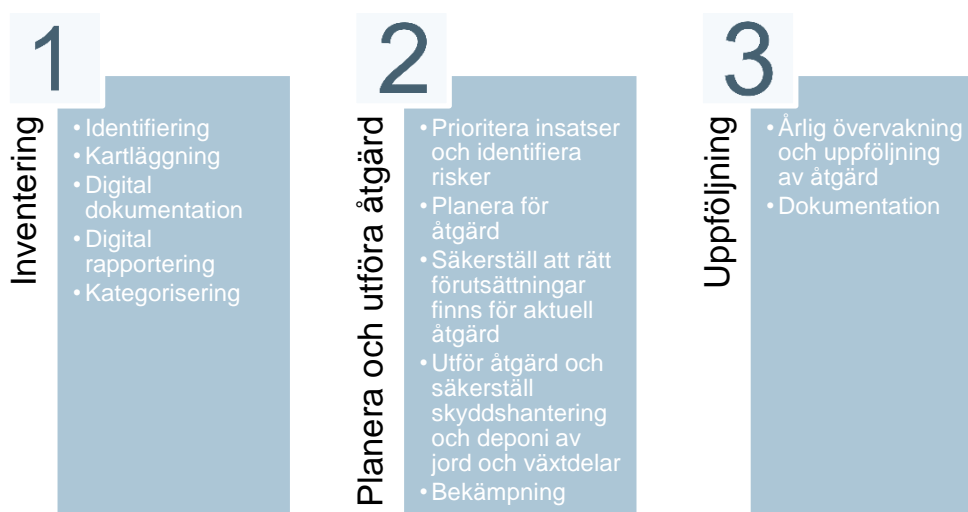 1
Inventering
• Identifiering
• Kartläggning
• Digital
dokumentation
• Digital
rapportering
• Kategorisering
2
Planera och utföra åtgärd
• Prioritera insatser
och identifiera
risker
• Planera för
åtgärd
• Säkerställ att rätt
förutsättningar
finns för aktuell
åtgärd
• Utför åtgärd och
säkerställ
skyddshantering
och deponi av
jord och växtdelar
• Bekämpning
3
Uppföljning
• Årlig övervakning
och uppföljning
av åtgärd
• Dokumentation